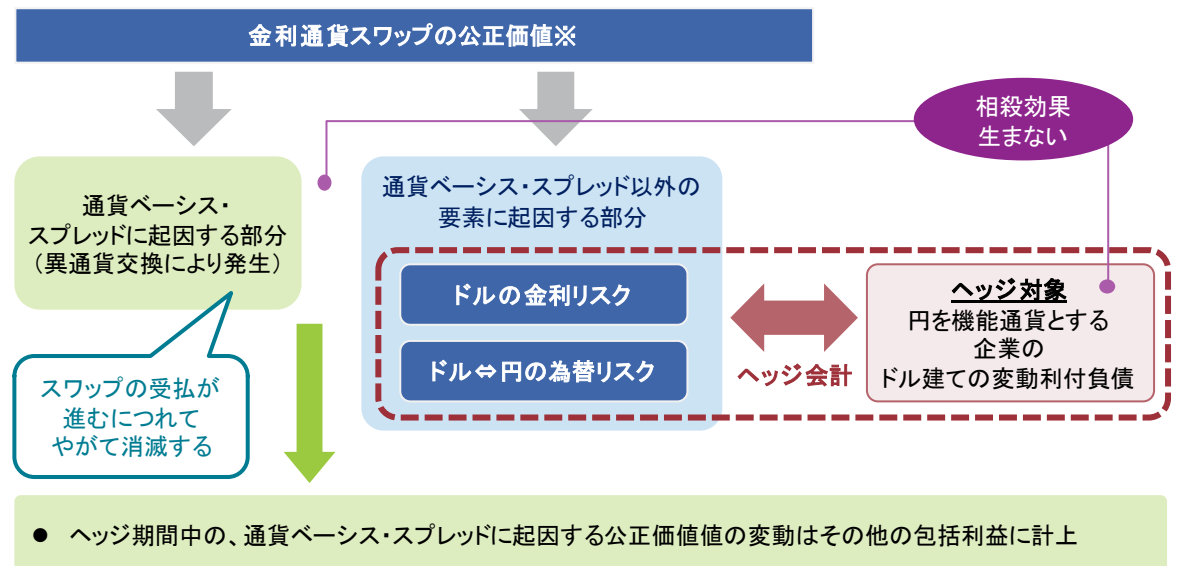 金利通貨スワップの公正価値※
相殺効果
生まない
通貨ベーシス・
スプレッドに起因する部分
（異通貨交換により発生）
通貨ベーシス・スプレッド以外の
要素に起因する部分
ドルの金利リスク
ドル⇔円の為替リスク
ヘッジ会計
ヘッジ対象
円を機能通貨とする
企業の
ドル建ての変動利付負債
スワップの受払が
進むにつれて
やがて消滅する
● ヘッジ期間中の、通貨ベーシス・スプレッドに起因する公正価値値の変動はその他の包括利益に計上